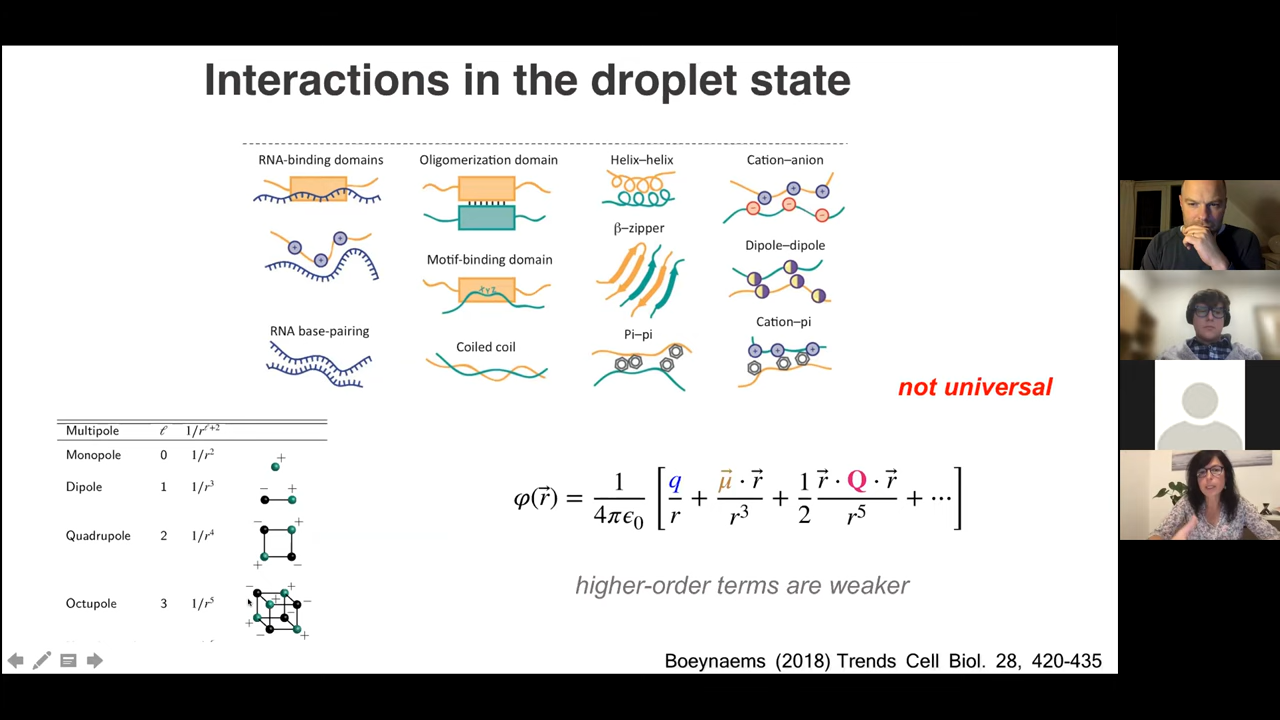 Interactions in the droplet state
RNA-binding domains
RNA base-pairing
Oligomerization domain
Motif-binding domain
XYZ
Coiled coil
Helix–helix
β–zipper
Pi–pi
Cation–anion
Dipole–dipole
Cation–pi
not universal
Multipole ℓ 1/r^{ℓ+2}
Monopole 0 1/r²
Dipole 1 1/r³
Quadrupole 2 1/r⁴
Octupole 3 1/r⁵
φ(r⃗) = 1/4πϵ₀ [ q/r + μ⃗ · r⃗/r³ + 1/2 r⃗ · Q · r⃗/r⁵ + ⋯ ]
higher-order terms are weaker
Boeynaems (2018) Trends Cell Biol. 28, 420-435